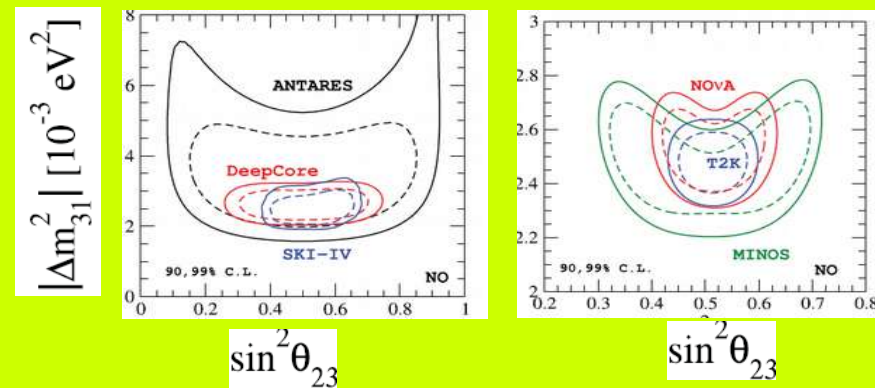 |Δm²₃₁| [10⁻³ eV²]
8
6
4
2
0
ANTARES
DeepCore
SKI-IV
90,99% C.L.
NO
0 0.2 0.4 0.6 0.8 1
sin²θ₂₃
3
2.8
2.6
2.4
2.2
2
NOνA
T2K
MINOS
90,99% C.L.
NO
0.2 0.3 0.4 0.5 0.6 0.7 0.8
sin²θ₂₃